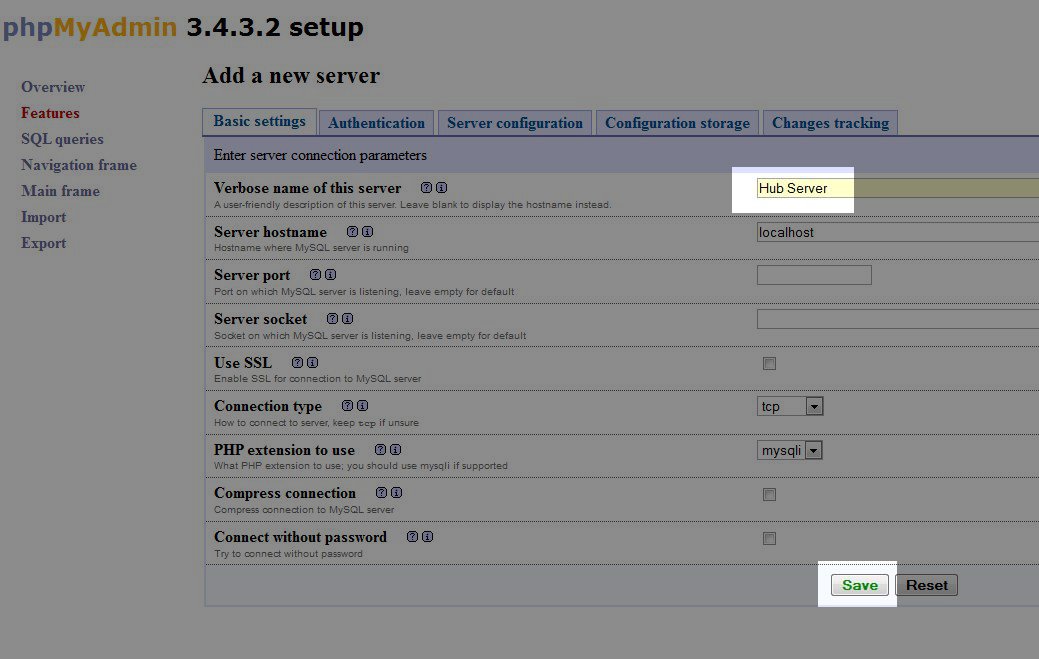 phpMyAdmin 3.4.3.2 setup
Overview
Features
SQL queries
Navigation frame
Main frame
Import
Export
Add a new server
Basic settings Authentication Server configuration Configuration storage Changes tracking
Enter server connection parameters
Verbose name of this server Hub Server
A user-friendly description of this server. Leave blank to display the hostname instead.
Server hostname localhost
Hostname where MySQL server is running
Server port
Port on which MySQL server is listening, leave empty for default
Server socket
Socket on which MySQL server is listening, leave empty for default
Use SSL
Enable SSL for connection to MySQL server
Connection type tcp
How to connect to server, keep tcp if unsure
PHP extension to use mysqli
What PHP extension to use; you should use mysqli if supported
Compress connection
Compress connection to MySQL server
Connect without password
Try to connect without password
Save Reset